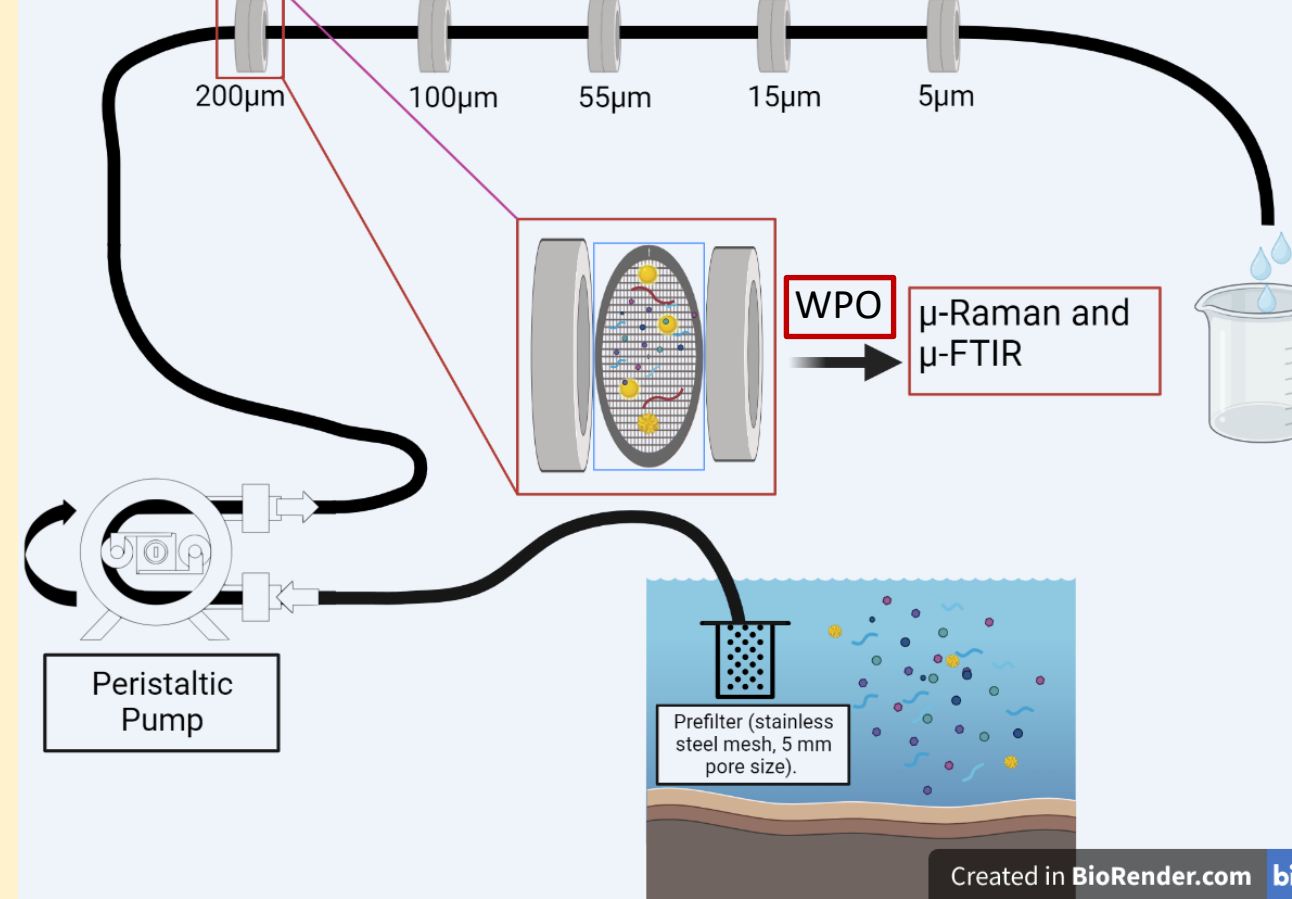 200μm 100μm 55μm 15μm 5μm
WPO
μ-Raman and
μ-FTIR
Peristaltic
Pump
Prefilter (stainless
steel mesh, 5 mm
pore size).
Created in BioRender.com bi